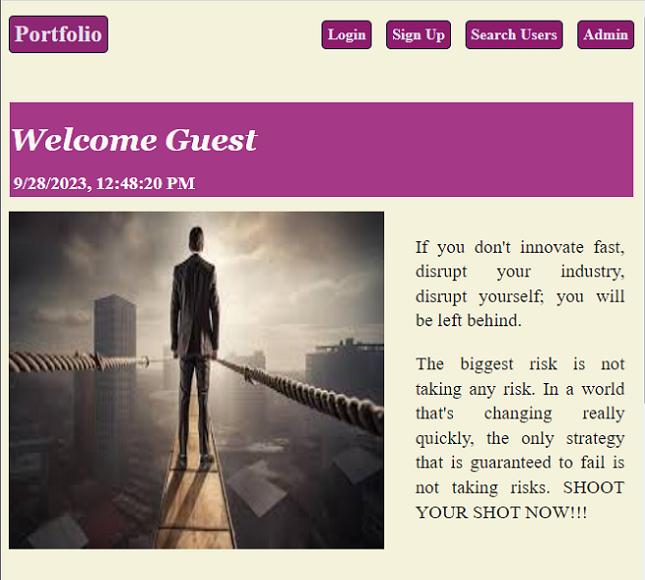 Portfolio
Login
Sign Up
Search Users
Admin
Welcome Guest
9/28/2023, 12:48:20 PM
If you don't innovate fast,
disrupt your industry,
disrupt yourself; you will
be left behind.
The biggest risk is not
taking any risk. In a world
that's changing really
quickly, the only strategy
that is guaranteed to fail is
not taking risks. SHOOT
YOUR SHOT NOW!!!